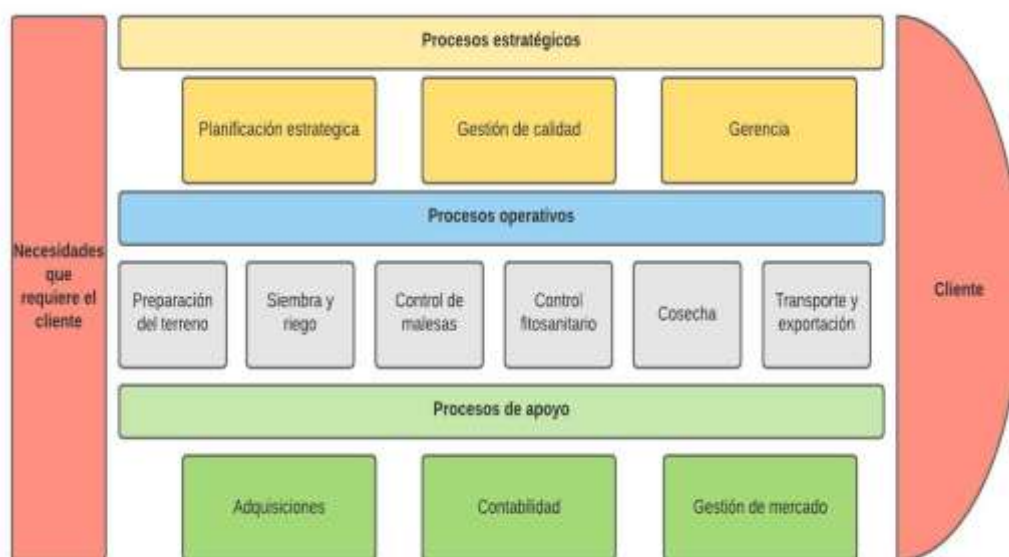 Procesos estratégicos
Planificación estrategica
Gestión de calidad
Gerencia
Procesos operativos
Necesidades
que
requiere el
cliente
Preparación
del terreno
Siembra y
riego
Control de
malesas
Control
fitosanitario
Cosecha
Transporte y
exportación
Cliente
Procesos de apoyo
Adquisiciones
Contabilidad
Gestión de mercado